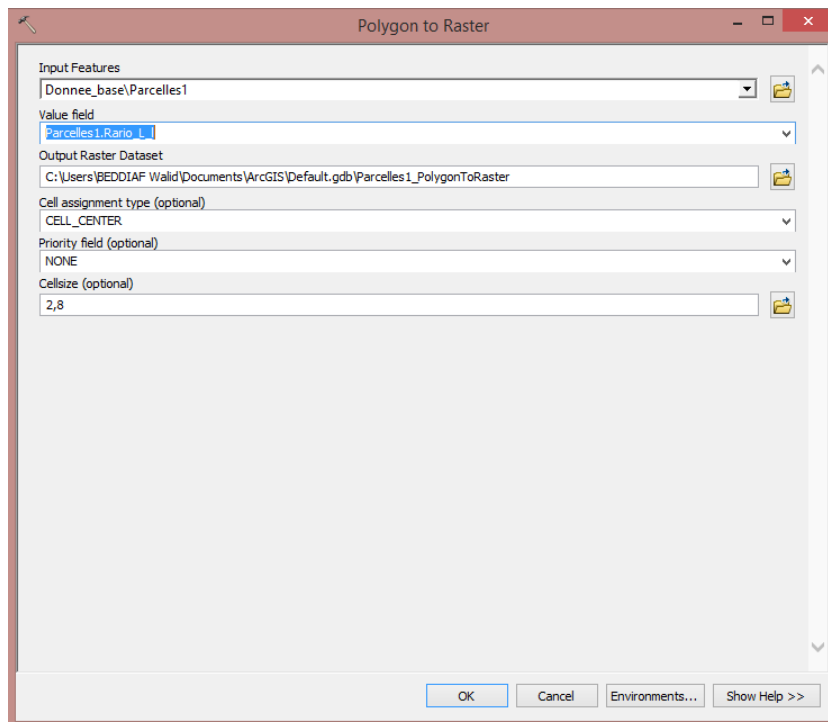 Polygon to Raster
Input Features
Donnee_base\Parcelles1
Value field
Parcelles1.Rario_L_l
Output Raster Dataset
C:\Users\BEDDIAF Walid\Documents\ArcGIS\Default.gdb\Parcelles1_PolygonToRaster
Cell assignment type (optional)
CELL_CENTER
Priority field (optional)
NONE
Cellsize (optional)
2,8
OK Cancel Environments... Show Help >>